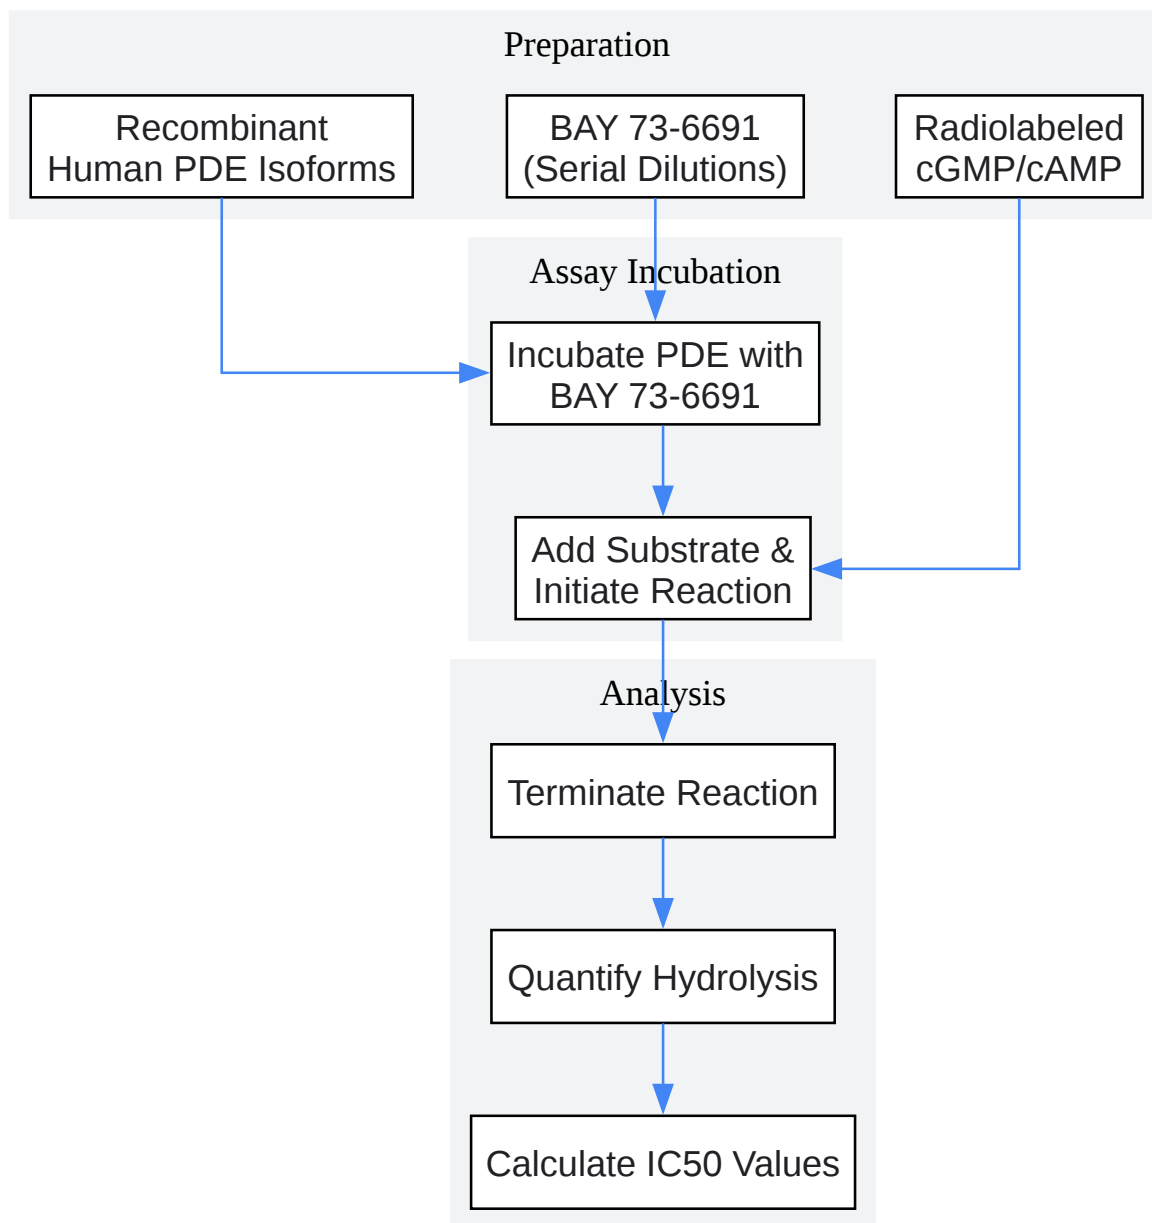 Preparation
Recombinant
Human PDE Isoforms
BAY 73-6691
(Serial Dilutions)
Radiolabeled
cGMP/cAMP
Assay Incubation
Incubate PDE with
BAY 73-6691
Add Substrate &
Initiate Reaction
Analysis
Terminate Reaction
Quantify Hydrolysis
Calculate IC50 Values